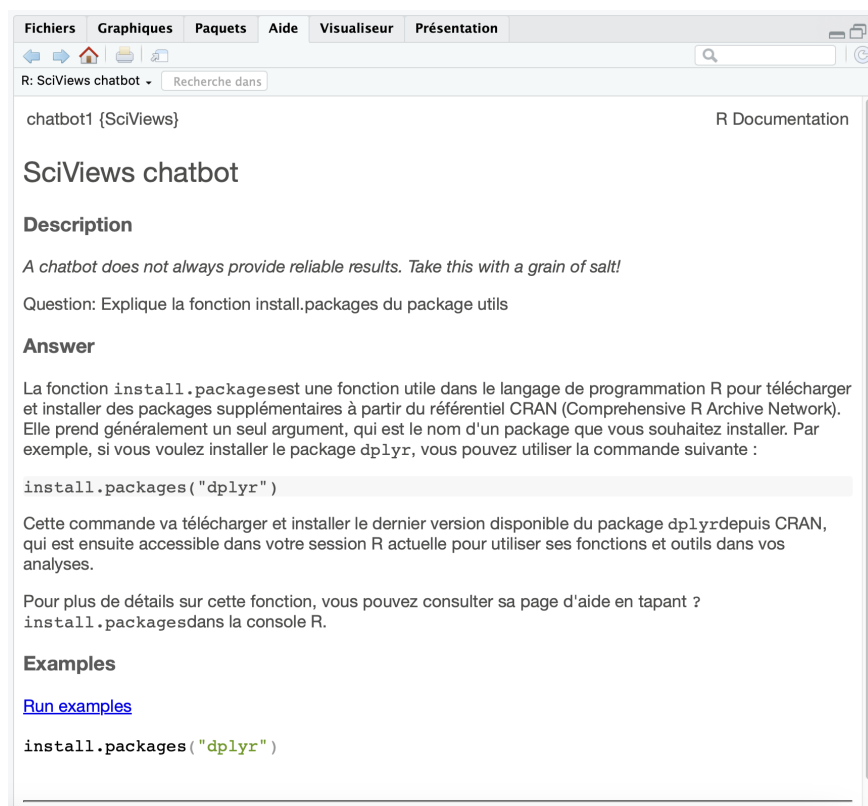 Fichiers Graphiques Paquets Aide Visualiseur Présentation
R: SciViews chatbot Recherche dans
chatbot1 {SciViews} R Documentation
SciViews chatbot
Description
A chatbot does not always provide reliable results. Take this with a grain of salt!
Question: Explique la fonction install.packages du package utils
Answer
La fonction install.packagesest une fonction utile dans le langage de programmation R pour télécharger
et installer des packages supplémentaires à partir du référentiel CRAN (Comprehensive R Archive Network).
Elle prend généralement un seul argument, qui est le nom d'un package que vous souhaitez installer. Par
exemple, si vous voulez installer le package dplyr, vous pouvez utiliser la commande suivante :
install.packages("dplyr")
Cette commande va télécharger et installer le dernier version disponible du package dplyrdepuis CRAN,
qui est ensuite accessible dans votre session R actuelle pour utiliser ses fonctions et outils dans vos
analyses.
Pour plus de détails sur cette fonction, vous pouvez consulter sa page d'aide en tapant ?
install.packagesdans la console R.
Examples
Run examples
install.packages("dplyr")